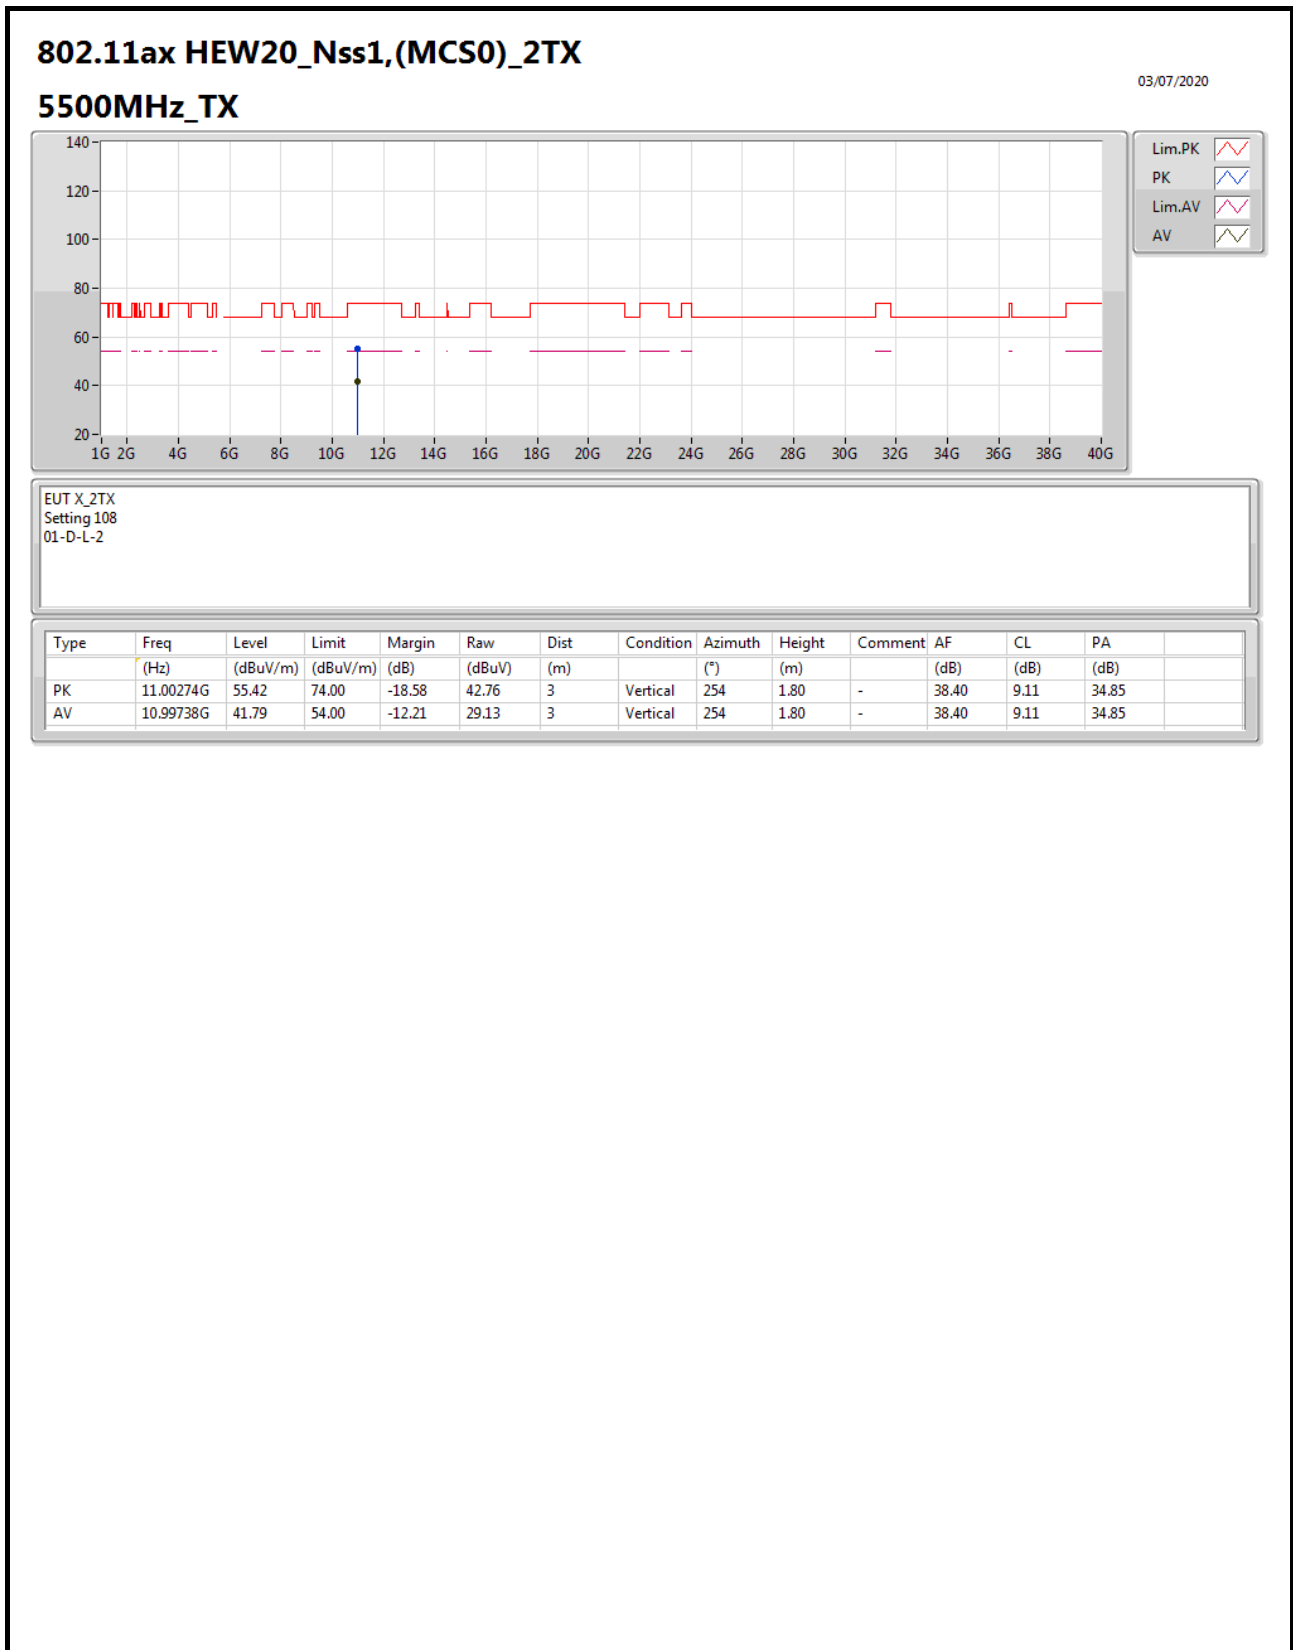 802.11ax HEW20_Nss1,(MCS0)_2TX
03/07/2020
5500MHz_TX
140
120
100
80
60
40
20
1G 2G 4G 6G 8G 10G 12G 14G 16G 18G 20G 22G 24G 26G 28G 30G 32G 34G 36G 38G 40G
Lim.PK
PK
Lim.AV
AV
EUT X_2TX
Setting 108
01-D-L-2
Type Freq Level Limit Margin Raw Dist Condition Azimuth Height Comment AF CL PA
(Hz) (dBuV/m) (dBuV/m) (dB) (dBuV) (m) (°) (m) (dB) (dB) (dB)
PK 11.00274G 55.42 74.00 -18.58 42.76 3 Vertical 254 1.80 - 38.40 9.11 34.85
AV 10.99738G 41.79 54.00 -12.21 29.13 3 Vertical 254 1.80 - 38.40 9.11 34.85